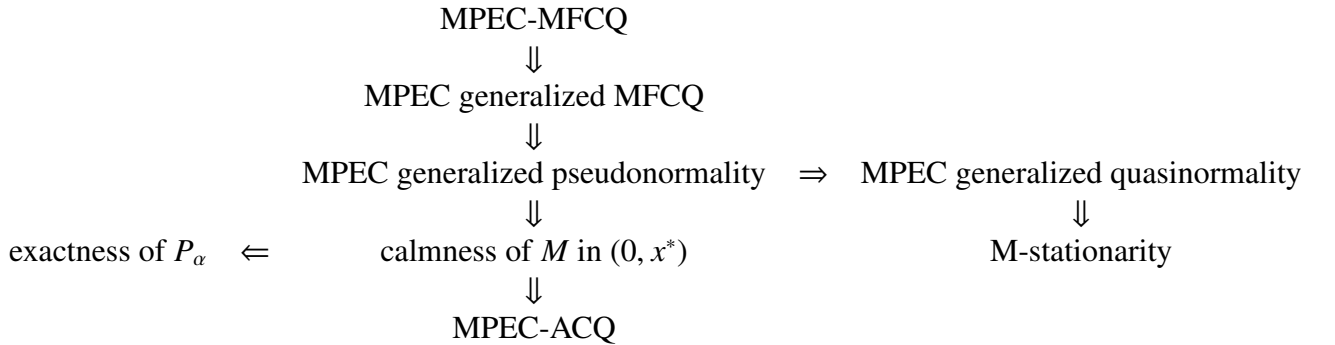 MPEC-MFCQ
⇓
MPEC generalized MFCQ
⇓
MPEC generalized pseudonormality ⇒ MPEC generalized quasinormality
⇓ ⇓
exactness of P_α ⇐ calmness of M in (0, x*) M-stationarity
⇓
MPEC-ACQ